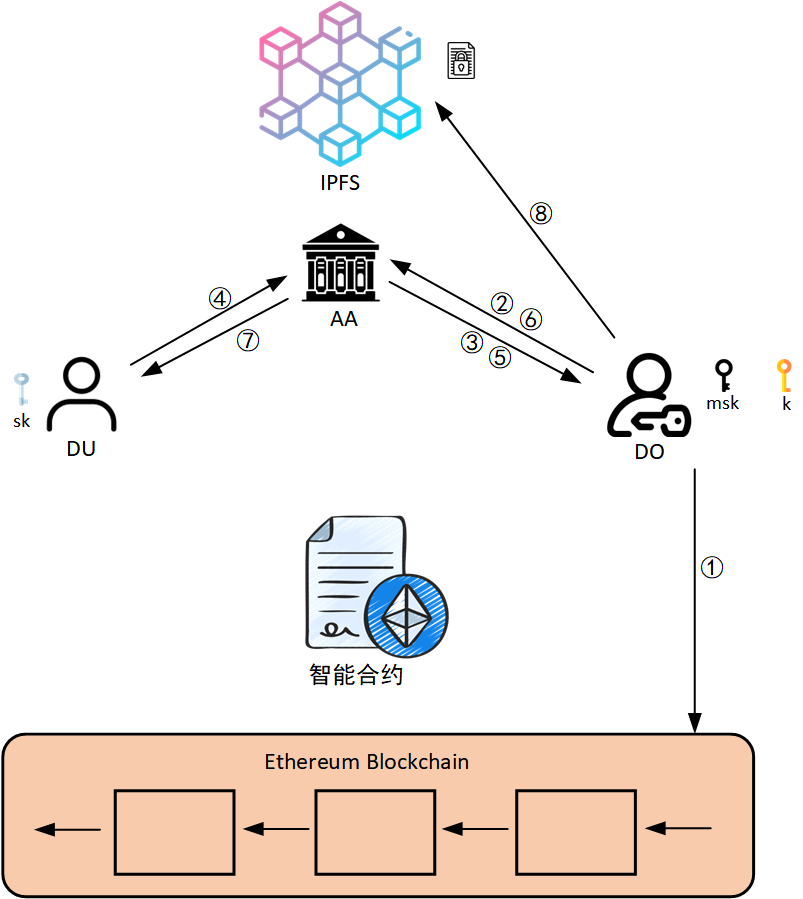 IPFS
⑧
AA
④
⑦
② ⑥
③ ⑤
sk
DU
DO
msk
k
①
智能合约
Ethereum Blockchain